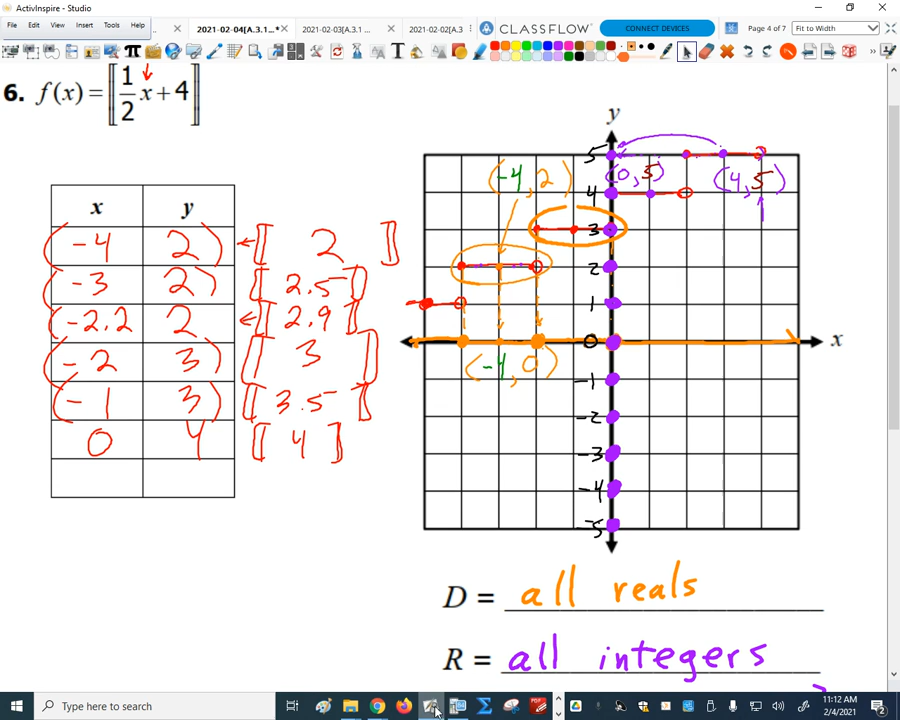 ActivInspire - Studio
File Edit View Insert Tools Help
2021-02-04(A.3.1...*
2021-02-03(A.3.1...
2021-02-02(A.3
CLASSFLOW
CONNECT DEVICES
Page 4 of 7
Fit to Width
6. f(x) = ⟦1/2 x + 4⟧
x y
(-4 2) ← ⟦ 2 ⟧
(-3 2) ⟦ 2.5 ⟧
(-2.2 2) ← ⟦ 2.9 ⟧
(-2 3) ⟦ 3 ⟧
(-1 3) ⟦ 3.5 ⟧
0 4 ⟦ 4 ⟧
y
5
(-4, 2) (0, 5) (4, 5)
4
3
2
1
0 x
(-4, 0)
-1
-2
-3
-4
-5
D = all reals
R = all integers
Type here to search
11:12 AM
2/4/2021
2